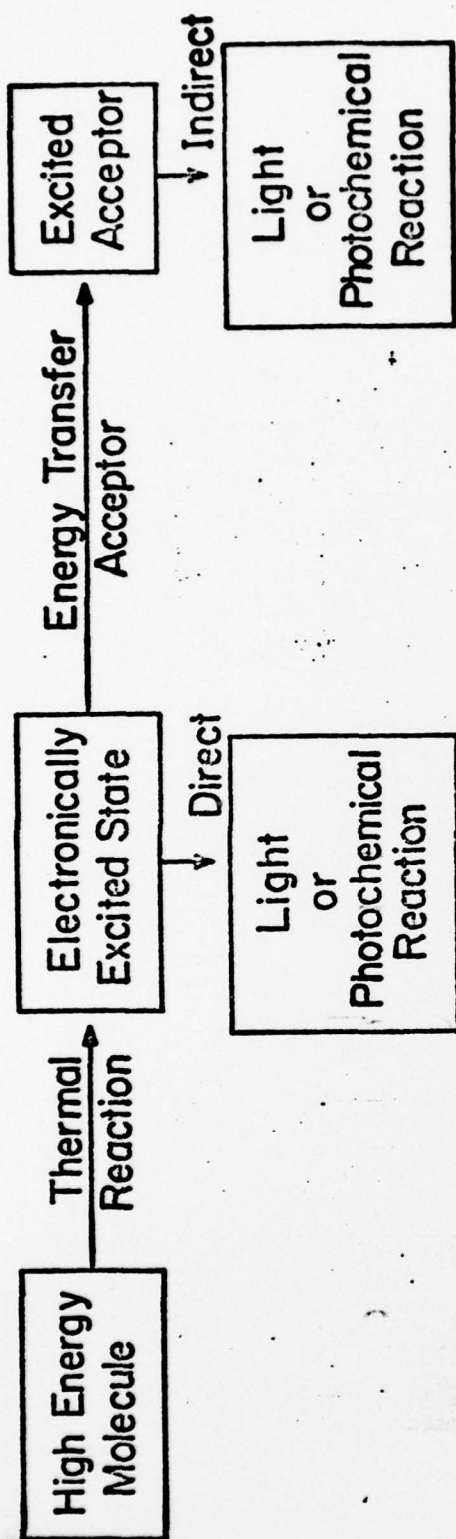 High Energy
Molecule
Thermal
Reaction
Electronically
Excited State
Direct
Light
or
Photochemical
Reaction
Energy Transfer
Acceptor
Excited
Acceptor
Indirect
Light
or
Photochemical
Reaction